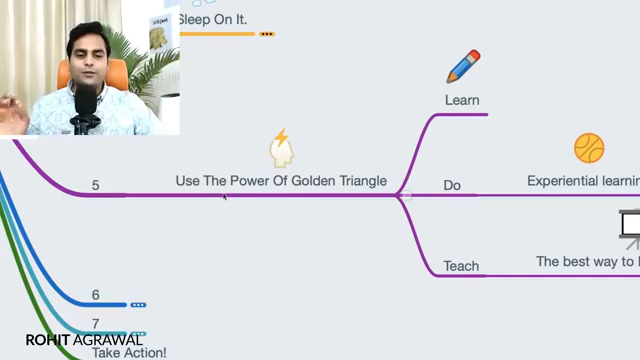 Sleep On It.
Learn
5
Use The Power Of Golden Triangle
Do
Experiential learnin
Teach
The best way to l
6
7
ROHIT AGRAWAL
Take Action!